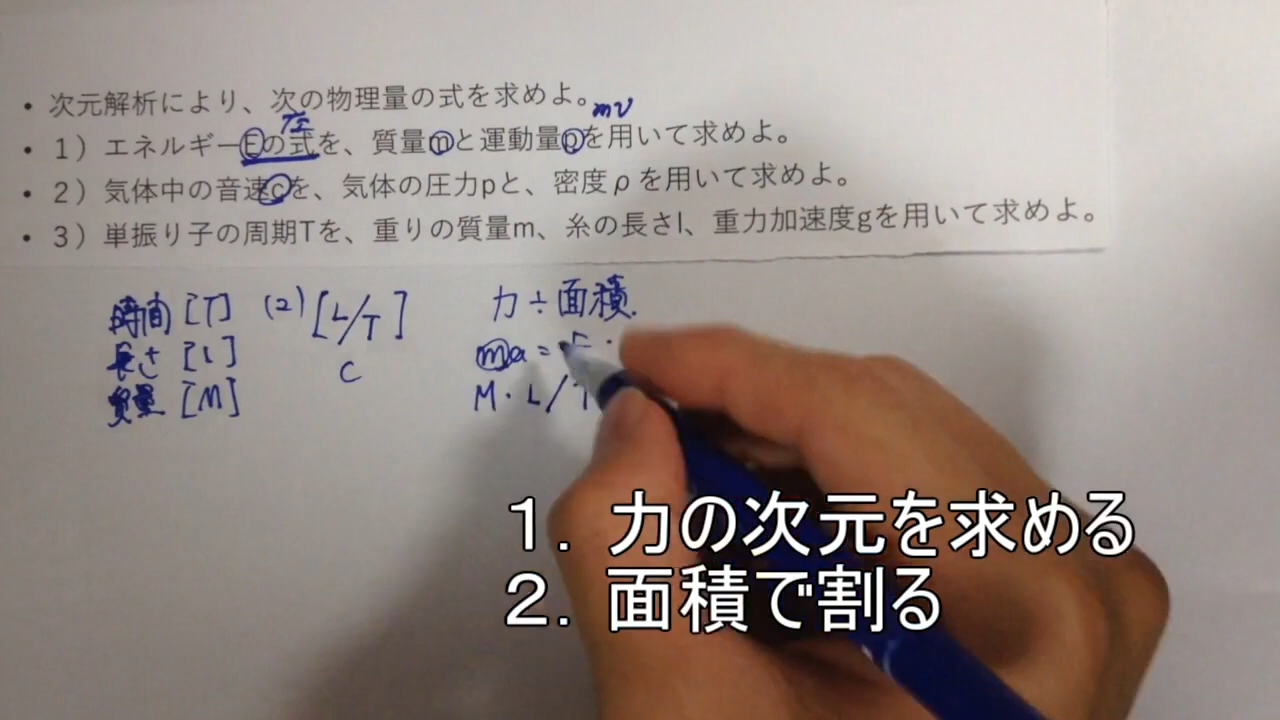 • 次元解析により、次の物理量の式を求めよ。
mv
• 1）エネルギーEの式を、質量mと運動量pを用いて求めよ。
• 2）気体中の音速cを、気体の圧力pと、密度ρを用いて求めよ。
• 3）単振り子の周期Tを、重りの質量m、糸の長さl、重力加速度gを用いて求めよ。
時間 [T] (2) [L/T] 力÷面積.
長さ [L] c ma = F
質量 [M] M・L/T
1. 力の次元を求める
2. 面積で割る